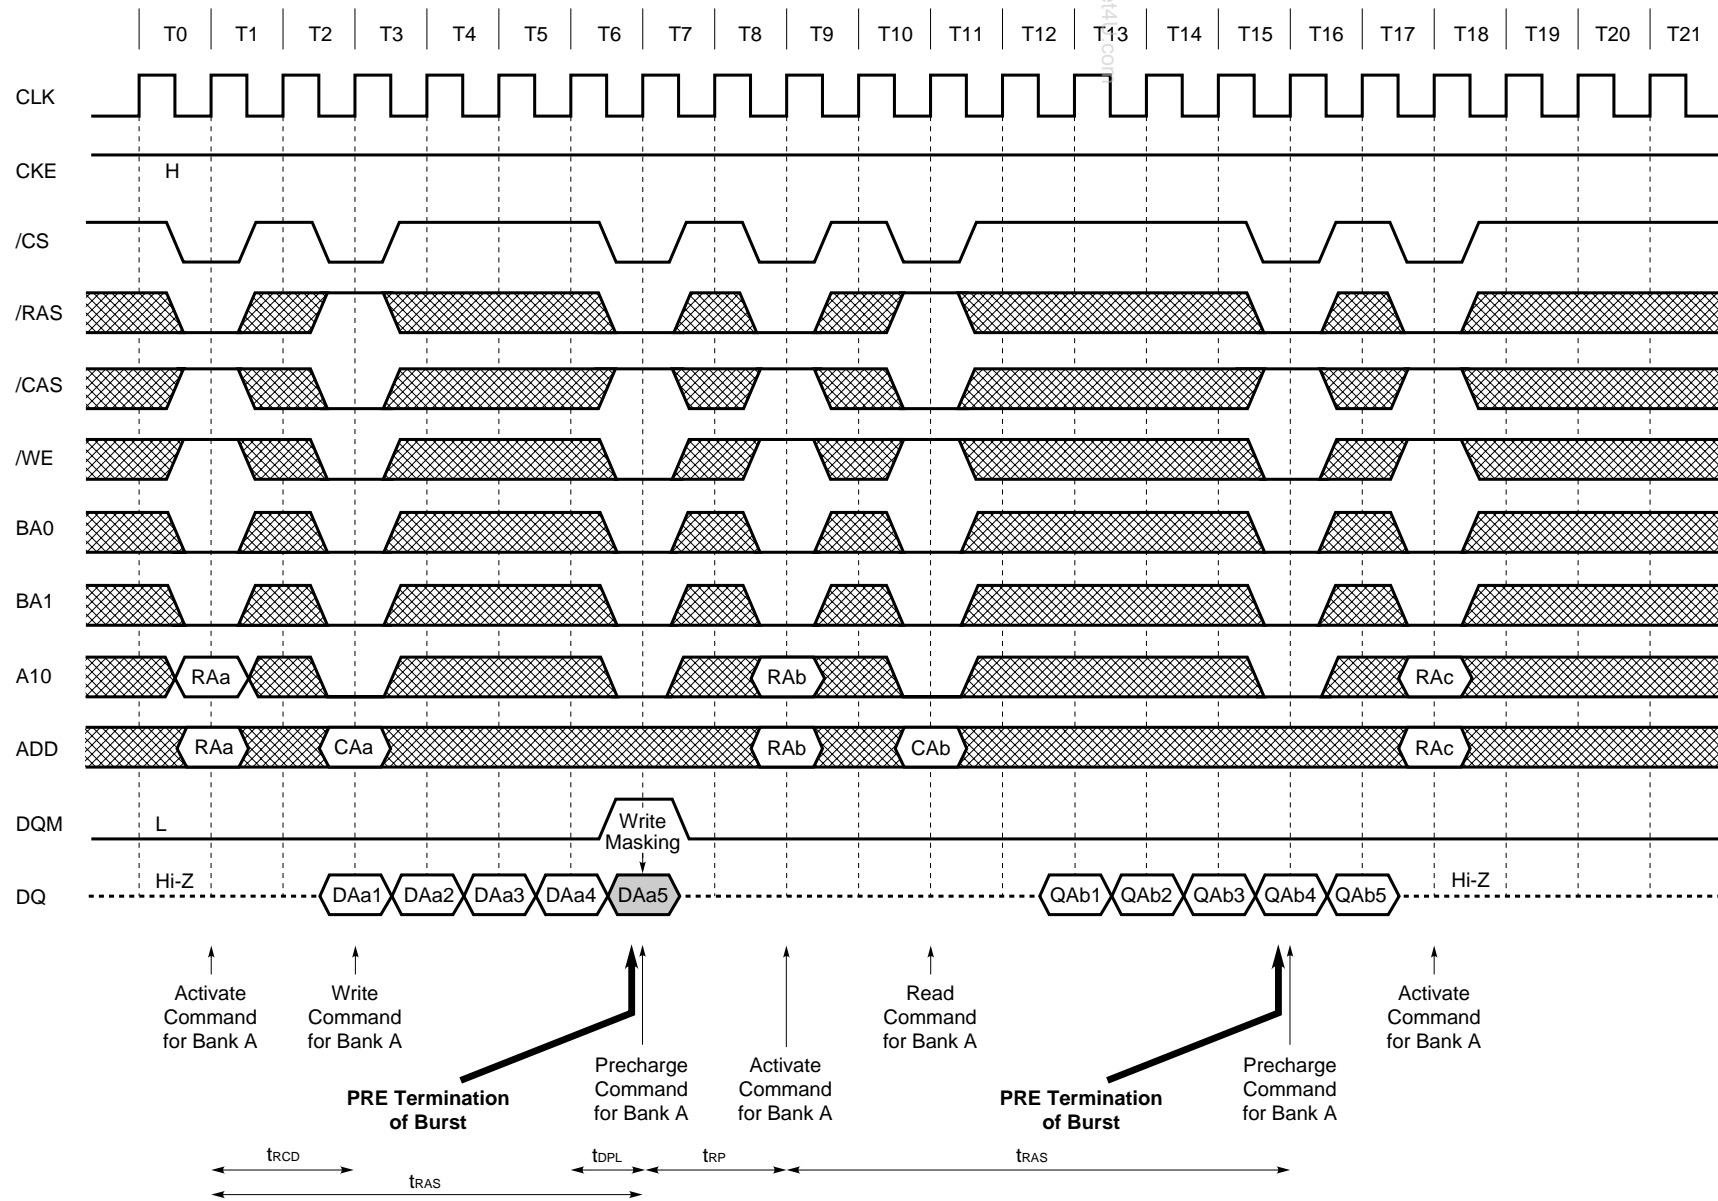 T0 T1 T2 T3 T4 T5 T6 T7 T8 T9 T10 T11 T12 T13 T14 T15 T16 T17 T18 T19 T20 T21
CLK
CKE H
/CS
/RAS
/CAS
/WE
BA0
BA1
A10 RAa RAb RAc
ADD RAa CAa RAb CAb RAc
DQM L Write
Masking
Hi-Z Hi-Z
DQ DAa1 DAa2 DAa3 DAa4 DAa5 QAb1 QAb2 QAb3 QAb4 QAb5
Activate
Command
for Bank A
Write
Command
for Bank A
Read
Command
for Bank A
Activate
Command
for Bank A
PRE Termination
of Burst
Precharge
Command
for Bank A
Activate
Command
for Bank A
PRE Termination
of Burst
Precharge
Command
for Bank A
tRCD tDPL tRP tRAS
tRAS